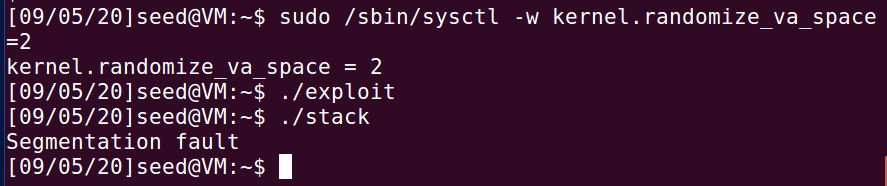 [09/05/20]seed@VM:~$ sudo /sbin/sysctl -w kernel.randomize_va_space
=2
kernel.randomize_va_space = 2
[09/05/20]seed@VM:~$ ./exploit
[09/05/20]seed@VM:~$ ./stack
Segmentation fault
[09/05/20]seed@VM:~$